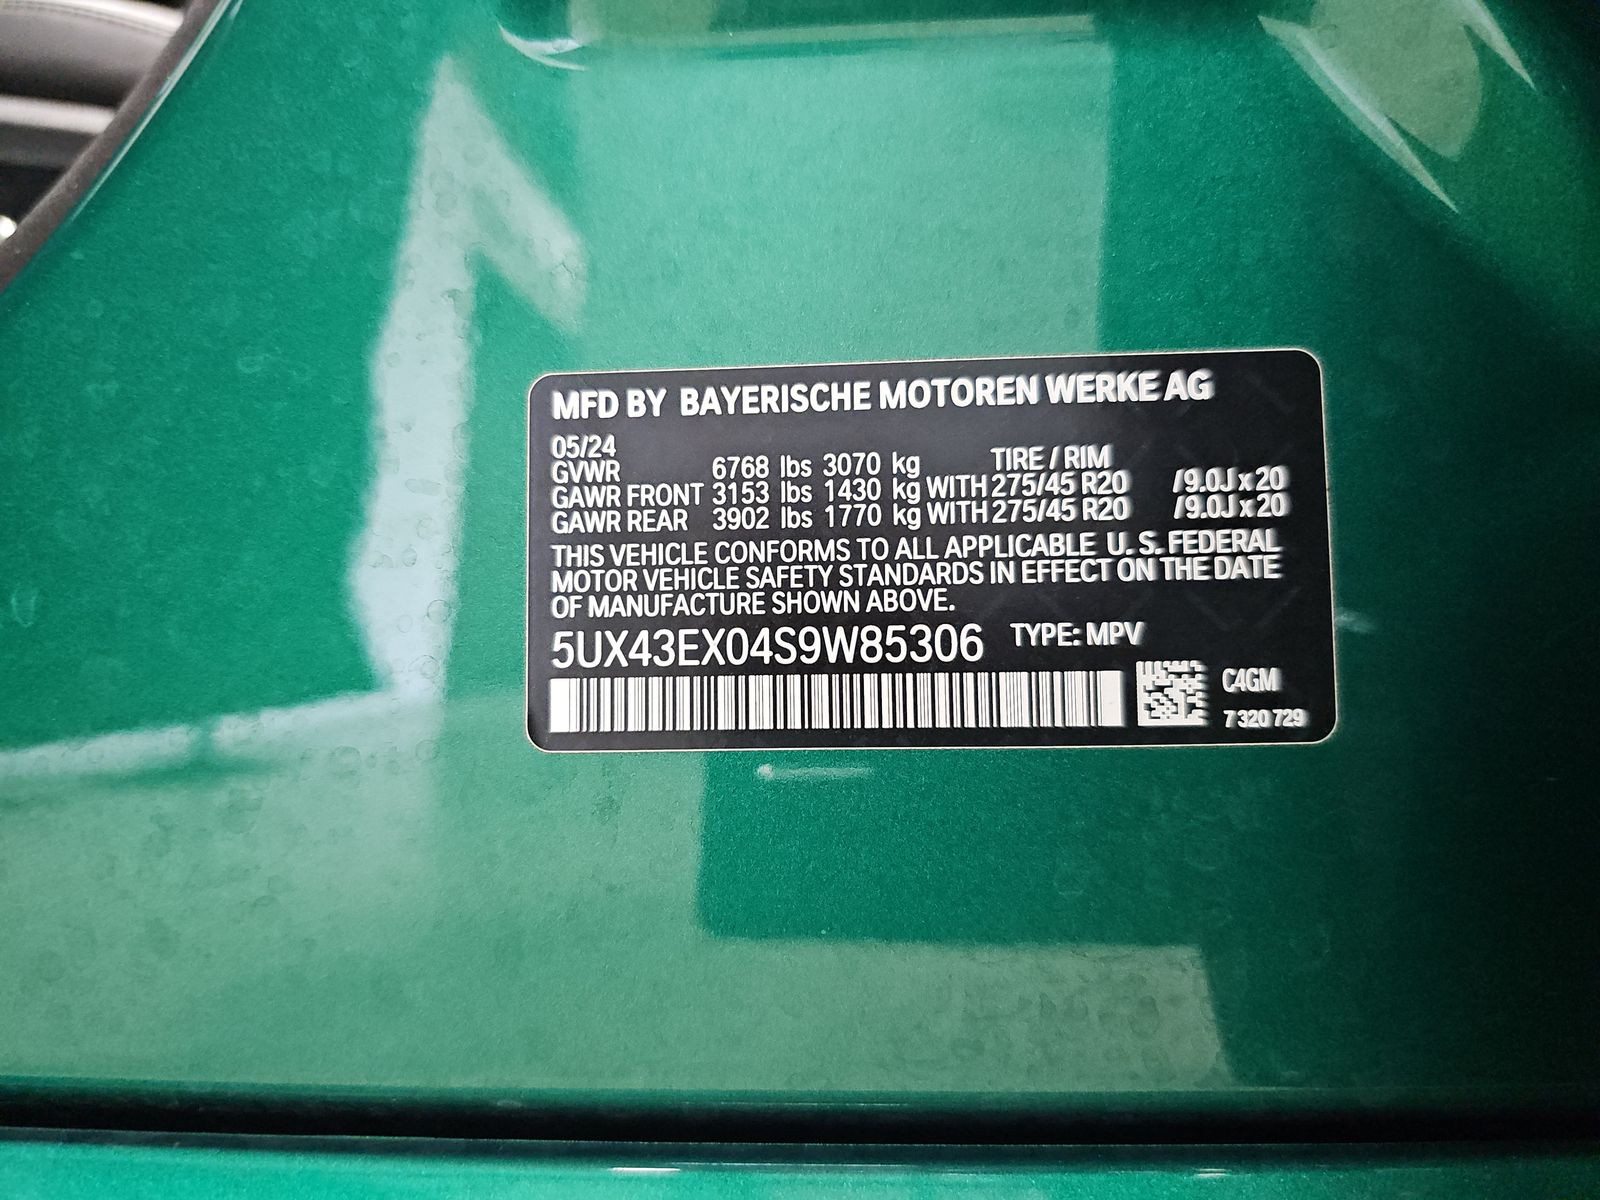 MFD BY BAYERISCHE MOTOREN WERKE AG
05/24
GVWR 6768 lbs 3070 kg TIRE / RIM
GAWR FRONT 3153 lbs 1430 kg WITH 275/45 R20 /9.0J x 20
GAWR REAR 3902 lbs 1770 kg WITH 275/45 R20 /9.0J x 20
THIS VEHICLE CONFORMS TO ALL APPLICABLE U. S. FEDERAL
MOTOR VEHICLE SAFETY STANDARDS IN EFFECT ON THE DATE
OF MANUFACTURE SHOWN ABOVE.
5UX43EX04S9W85306 TYPE: MPV
C4GM
7 320 729